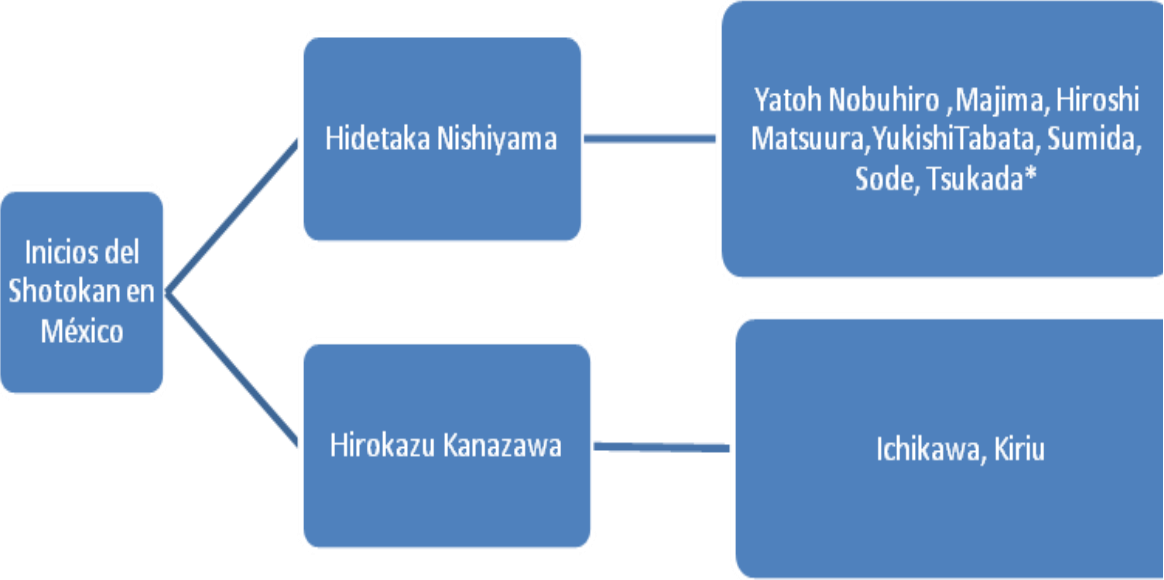 Inicios del
Shotokan en
México
Hidetaka Nishiyama
Yatoh Nobuhiro ,Majima, Hiroshi
Matsuura,YukishiTabata, Sumida,
Sode, Tsukada*
Hirokazu Kanazawa
Ichikawa, Kiriu